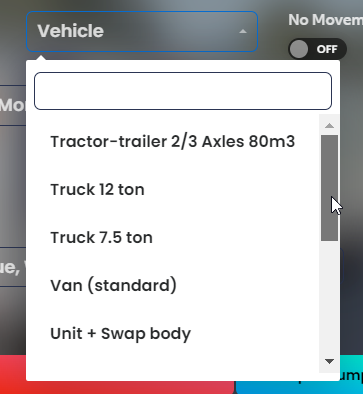 Vehicle
No Movem
OFF
Mo
Tractor-trailer 2/3 Axles 80m3
Truck 12 ton
Truck 7.5 ton
ue,
Van (standard)
Unit + Swap body
ump